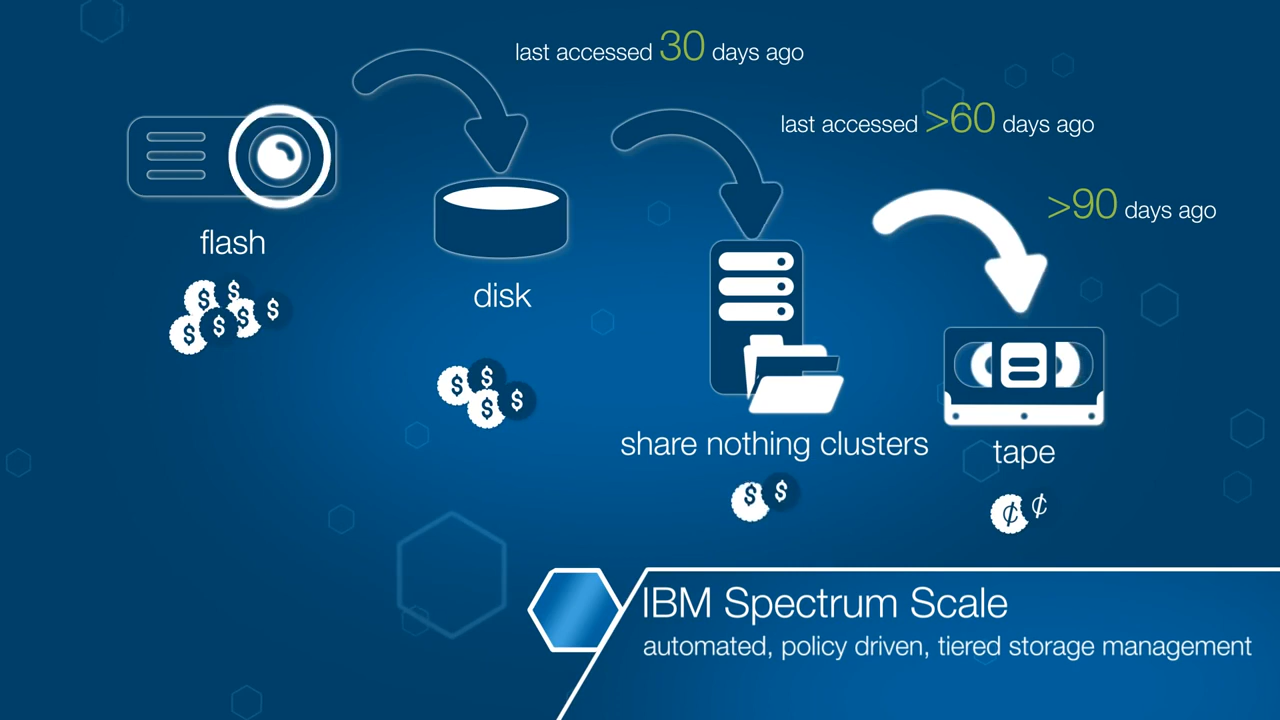 last accessed 30 days ago
last accessed >60 days ago
>90 days ago
flash
$ $ $ $ $ $
disk
$ $ $ $
share nothing clusters
$ $
tape
¢ ¢
IBM Spectrum Scale
automated, policy driven, tiered storage management